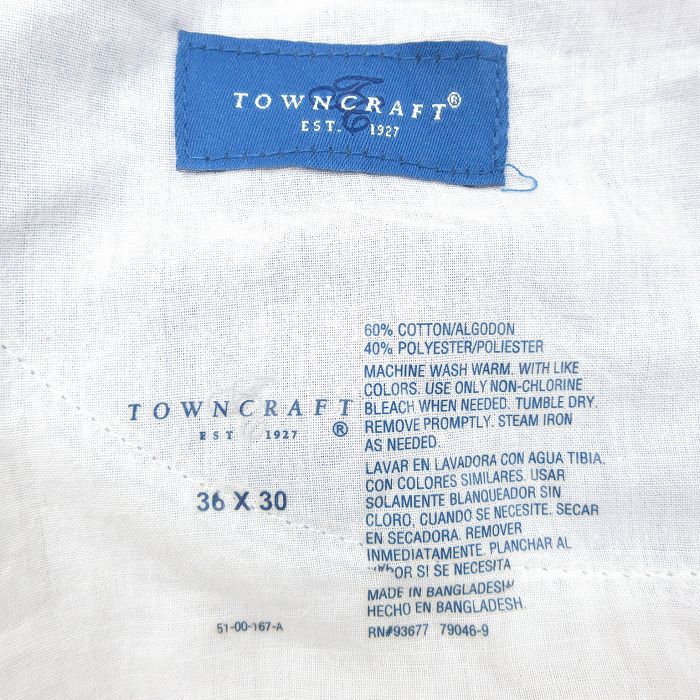 TOWNCRAFT®
EST. 1927
TOWNCRAFT
EST 1927 ®
36 X 30
51-00-167-A
60% COTTON/ALGODON
40% POLYESTER/POLIESTER
MACHINE WASH WARM. WITH LIKE
COLORS. USE ONLY NON-CHLORINE
BLEACH WHEN NEEDED. TUMBLE DRY.
REMOVE PROMPTLY. STEAM IRON
AS NEEDED.
LAVAR EN LAVADORA CON AGUA TIBIA,
CON COLORES SIMILARES. USAR
SOLAMENTE BLANQUEADOR SIN
CLORO, CUANDO SE NECESITE. SECAR
EN SECADORA. REMOVER
INMEDIATAMENTE. PLANCHAR AL
SI SE NECESITA
MADE IN BANGLADESH
HECHO EN BANGLADESH.
RN#93677 79046-9